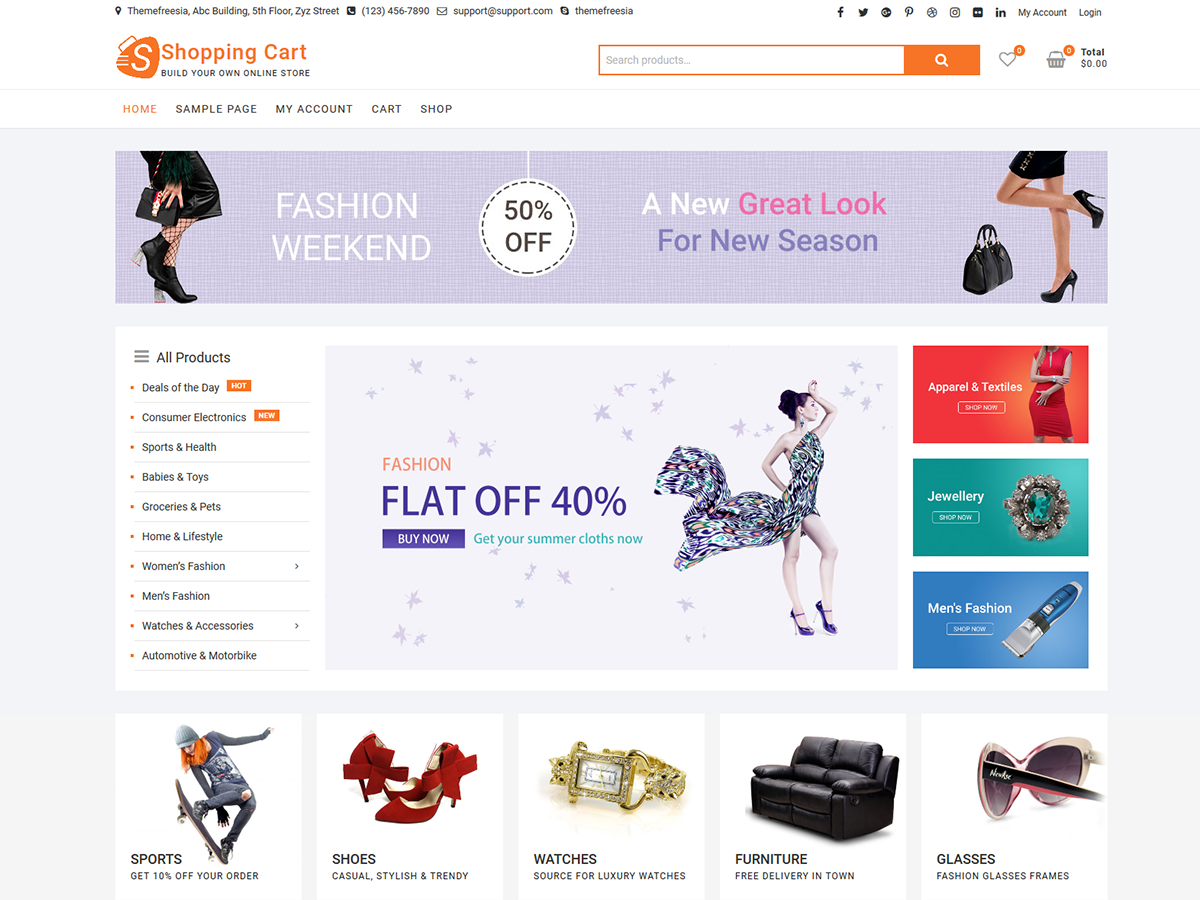 Themefreesia, Abc Building, 5th Floor, Zyz Street (123) 456-7890 support@support.com themefreesia My Account Login
Shopping Cart
BUILD YOUR OWN ONLINE STORE
Search products...
0
0
Total
$0.00
HOME SAMPLE PAGE MY ACCOUNT CART SHOP
FASHION
WEEKEND
50%
OFF
A New Great Look
For New Season
All Products
Deals of the Day HOT
Consumer Electronics NEW
Sports & Health
Babies & Toys
Groceries & Pets
Home & Lifestyle
Women's Fashion
Men's Fashion
Watches & Accessories
Automotive & Motorbike
FASHION
FLAT OFF 40%
BUY NOW Get your summer cloths now
Apparel & Textiles
SHOP NOW
Jewellery
SHOP NOW
Men's Fashion
SHOP NOW
SPORTS
GET 10% OFF YOUR ORDER
SHOES
CASUAL, STYLISH & TRENDY
WATCHES
SOURCE FOR LUXURY WATCHES
FURNITURE
FREE DELIVERY IN TOWN
GLASSES
FASHION GLASSES FRAMES